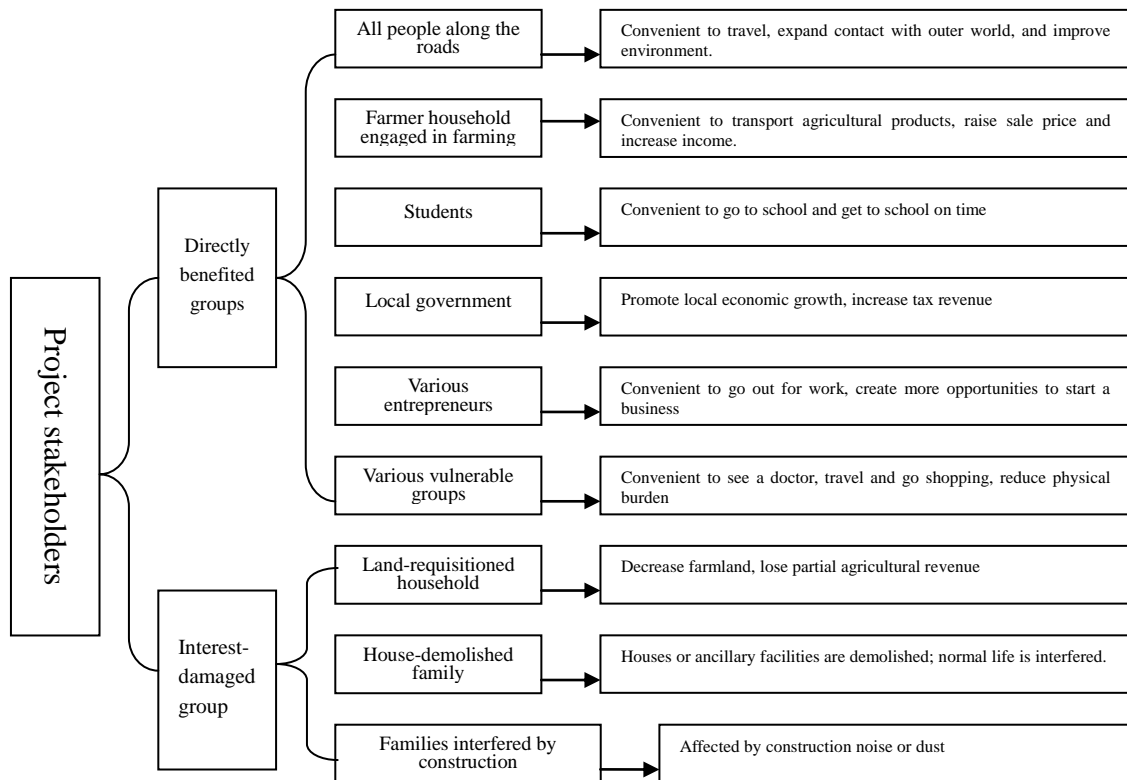 Project stakeholders
Directly
benefited
groups
All people along the
roads
Convenient to travel, expand contact with outer world, and improve
environment.
Farmer household
engaged in farming
Convenient to transport agricultural products, raise sale price and
increase income.
Students
Convenient to go to school and get to school on time
Local government
Promote local economic growth, increase tax revenue
Various
entrepreneurs
Convenient to go out for work, create more opportunities to start a
business
Various vulnerable
groups
Convenient to see a doctor, travel and go shopping, reduce physical
burden
Interest-
damaged
group
Land-requisitioned
household
Decrease farmland, lose partial agricultural revenue
House-demolished
family
Houses or ancillary facilities are demolished; normal life is interfered.
Families interfered by
construction
Affected by construction noise or dust